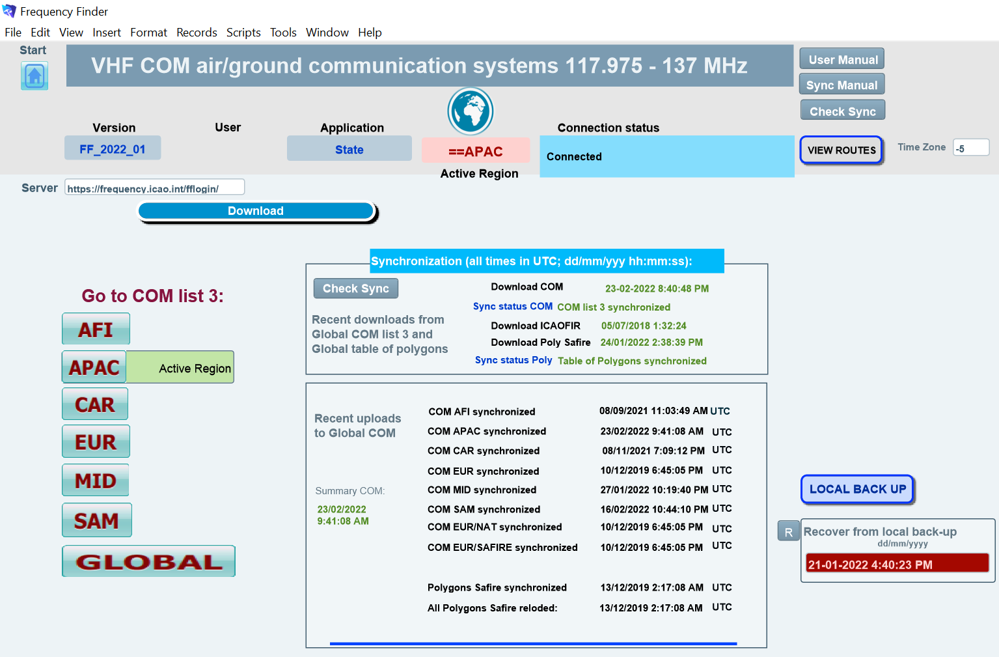 Frequency Finder
File Edit View Insert Format Records Scripts Tools Window Help
Start
VHF COM air/ground communication systems 117.975 - 137 MHz
User Manual
Sync Manual
Check Sync
Version
User
Application
Connection status
FF_2022_01
State
==APAC
Active Region
Connected
VIEW ROUTES
Time Zone -5
Server https://frequency.icao.int/fflogin/
Download
Synchronization (all times in UTC; dd/mm/yyy hh:mm:ss):
Check Sync
Download COM 23-02-2022 8:40:48 PM
Sync status COM COM list 3 synchronized
Recent downloads from
Global COM list 3 and
Global table of polygons
Download ICAOFIR 05/07/2018 1:32:24
Download Poly Safire 24/01/2022 2:38:39 PM
Sync status Poly Table of Polygons synchronized
Go to COM list 3:
AFI
APAC Active Region
CAR
EUR
MID
SAM
GLOBAL
Recent uploads
to Global COM
Summary COM:
23/02/2022
9:41:08 AM
COM AFI synchronized 08/09/2021 11:03:49 AM UTC
COM APAC synchronized 23/02/2022 9:41:08 AM UTC
COM CAR synchronized 08/11/2021 7:09:12 PM UTC
COM EUR synchronized 10/12/2019 6:45:05 PM UTC
COM MID synchronized 27/01/2022 10:19:40 PM UTC
COM SAM synchronized 16/02/2022 10:44:10 PM UTC
COM EUR/NAT synchronized 10/12/2019 6:45:05 PM UTC
COM EUR/SAFIRE synchronized 10/12/2019 6:45:05 PM UTC
Polygons Safire synchronized 13/12/2019 2:17:08 AM UTC
All Polygons Safire reloded: 13/12/2019 2:17:08 AM UTC
LOCAL BACK UP
R Recover from local back-up
dd/mm/yyyy
21-01-2022 4:40:23 PM